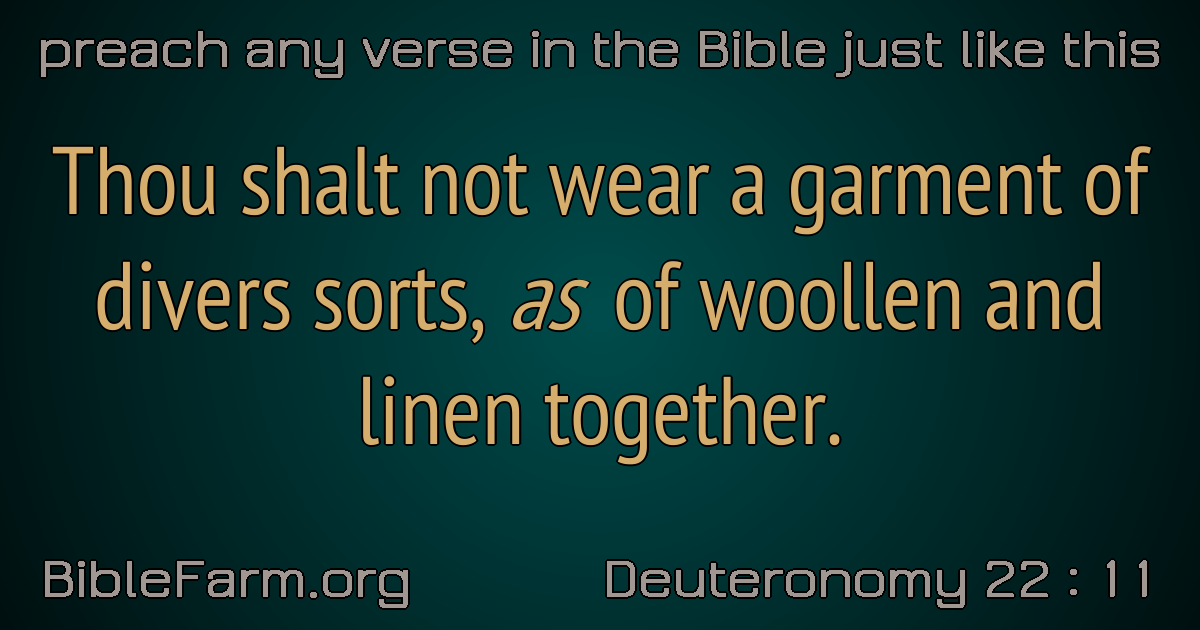 preach any verse in the Bible just like this
Thou shalt not wear a garment of
divers sorts, as of woollen and
linen together.
BibleFarm.org
Deuteronomy 22 : 11